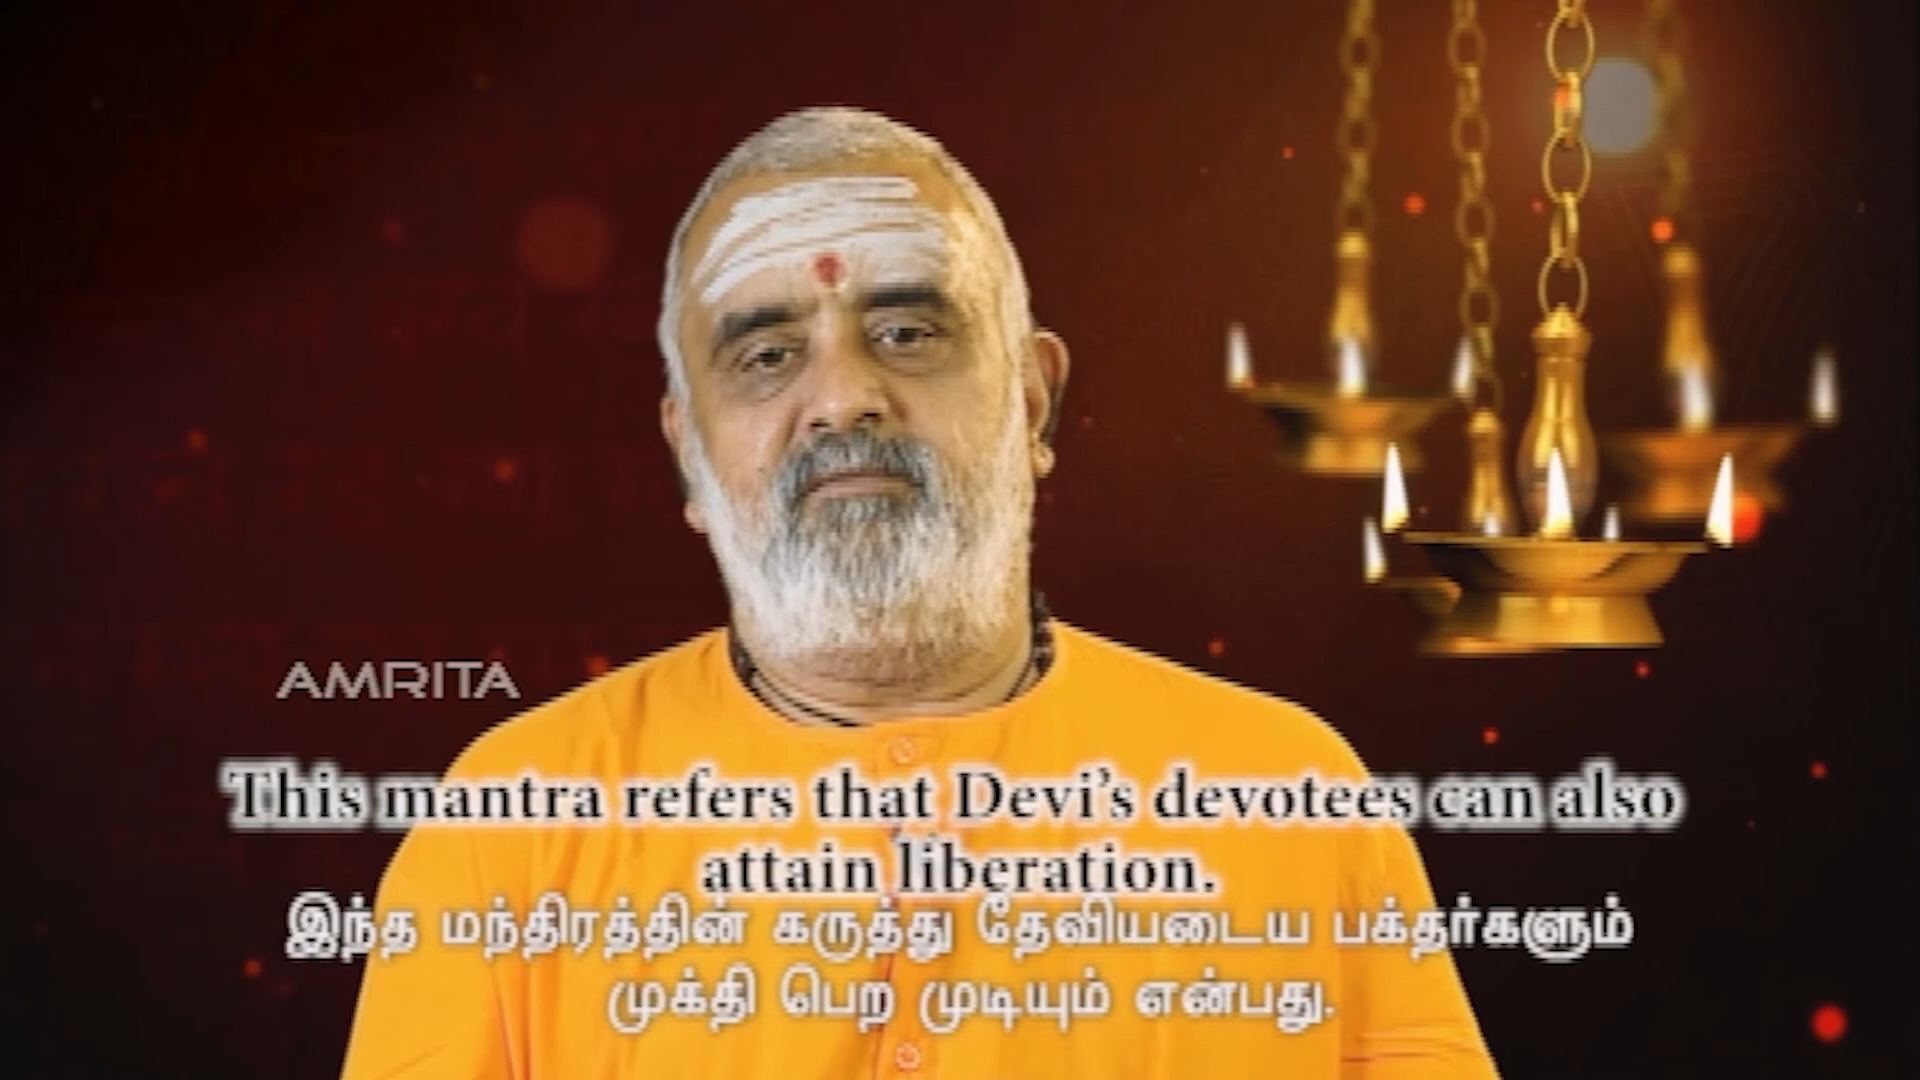 AMRITA
This mantra refers that Devi's devotees can also
attain liberation.
இந்த மந்திரத்தின் கருத்து தேவியடைய பக்தர்களும்
முக்தி பெற முடியும் என்பது.